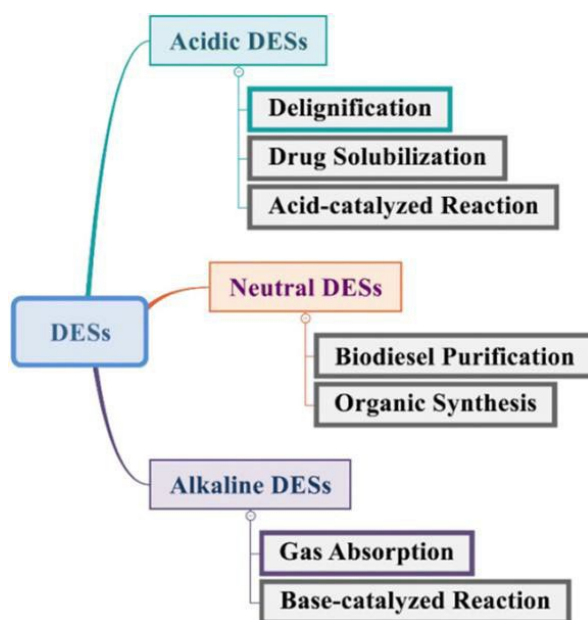 Acidic DESs
Delignification
Drug Solubilization
Acid-catalyzed Reaction
Neutral DESs
DESs
Biodiesel Purification
Organic Synthesis
Alkaline DESs
Gas Absorption
Base-catalyzed Reaction